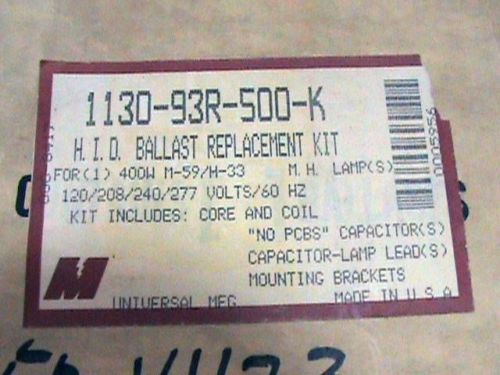 1130-93R-500-K
H.I.D. BALLAST REPLACEMENT KIT
FOR(1) 400W M-59/H-33 M.H. LAMP(S)
120/208/240/277 VOLTS/60 HZ
KIT INCLUDES: CORE AND COIL
"NO PCBS" CAPACITOR(S)
CAPACITOR-LAMP LEAD(S)
MOUNTING BRACKETS
UNIVERSAL MFG MADE IN U.S.A
0005956